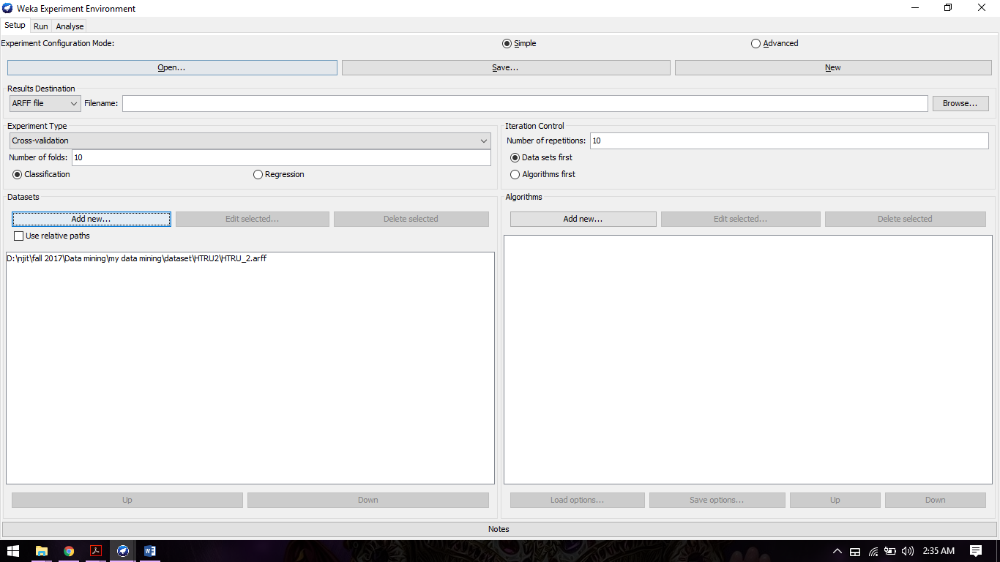 Weka Experiment Environment
Setup Run Analyse
Experiment Configuration Mode: Simple Advanced
Open... Save... New
Results Destination
ARFF file Filename: Browse...
Experiment Type
Cross-validation
Number of folds: 10
Classification Regression
Iteration Control
Number of repetitions: 10
Data sets first
Algorithms first
Datasets
Add new... Edit selected... Delete selected
Use relative paths
D:\njit\fall 2017\Data mining\my data mining\dataset\HTRU2\HTRU_2.arff
Up Down
Algorithms
Add new... Edit selected... Delete selected
Load options... Save options... Up Down
Notes
2:35 AM